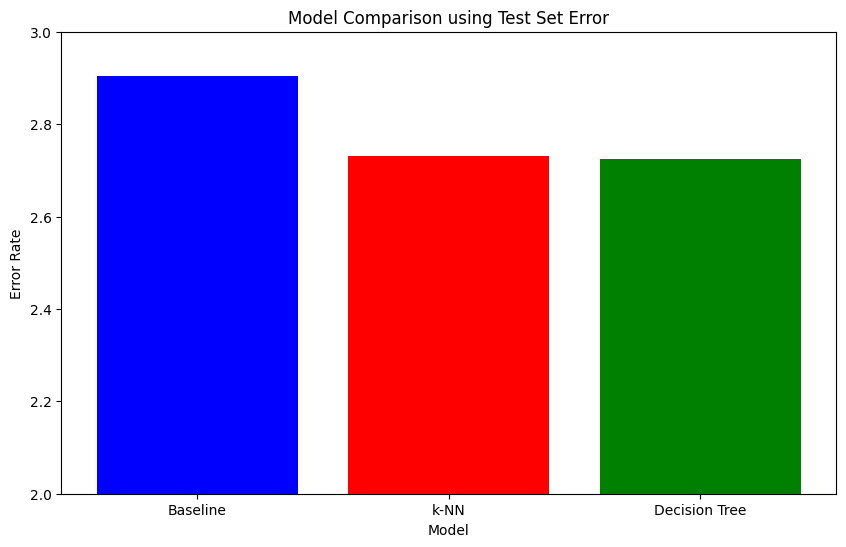 Model Comparison using Test Set Error
3.0
2.8
2.6
2.4
2.2
2.0
Error Rate
Baseline
k-NN
Decision Tree
Model